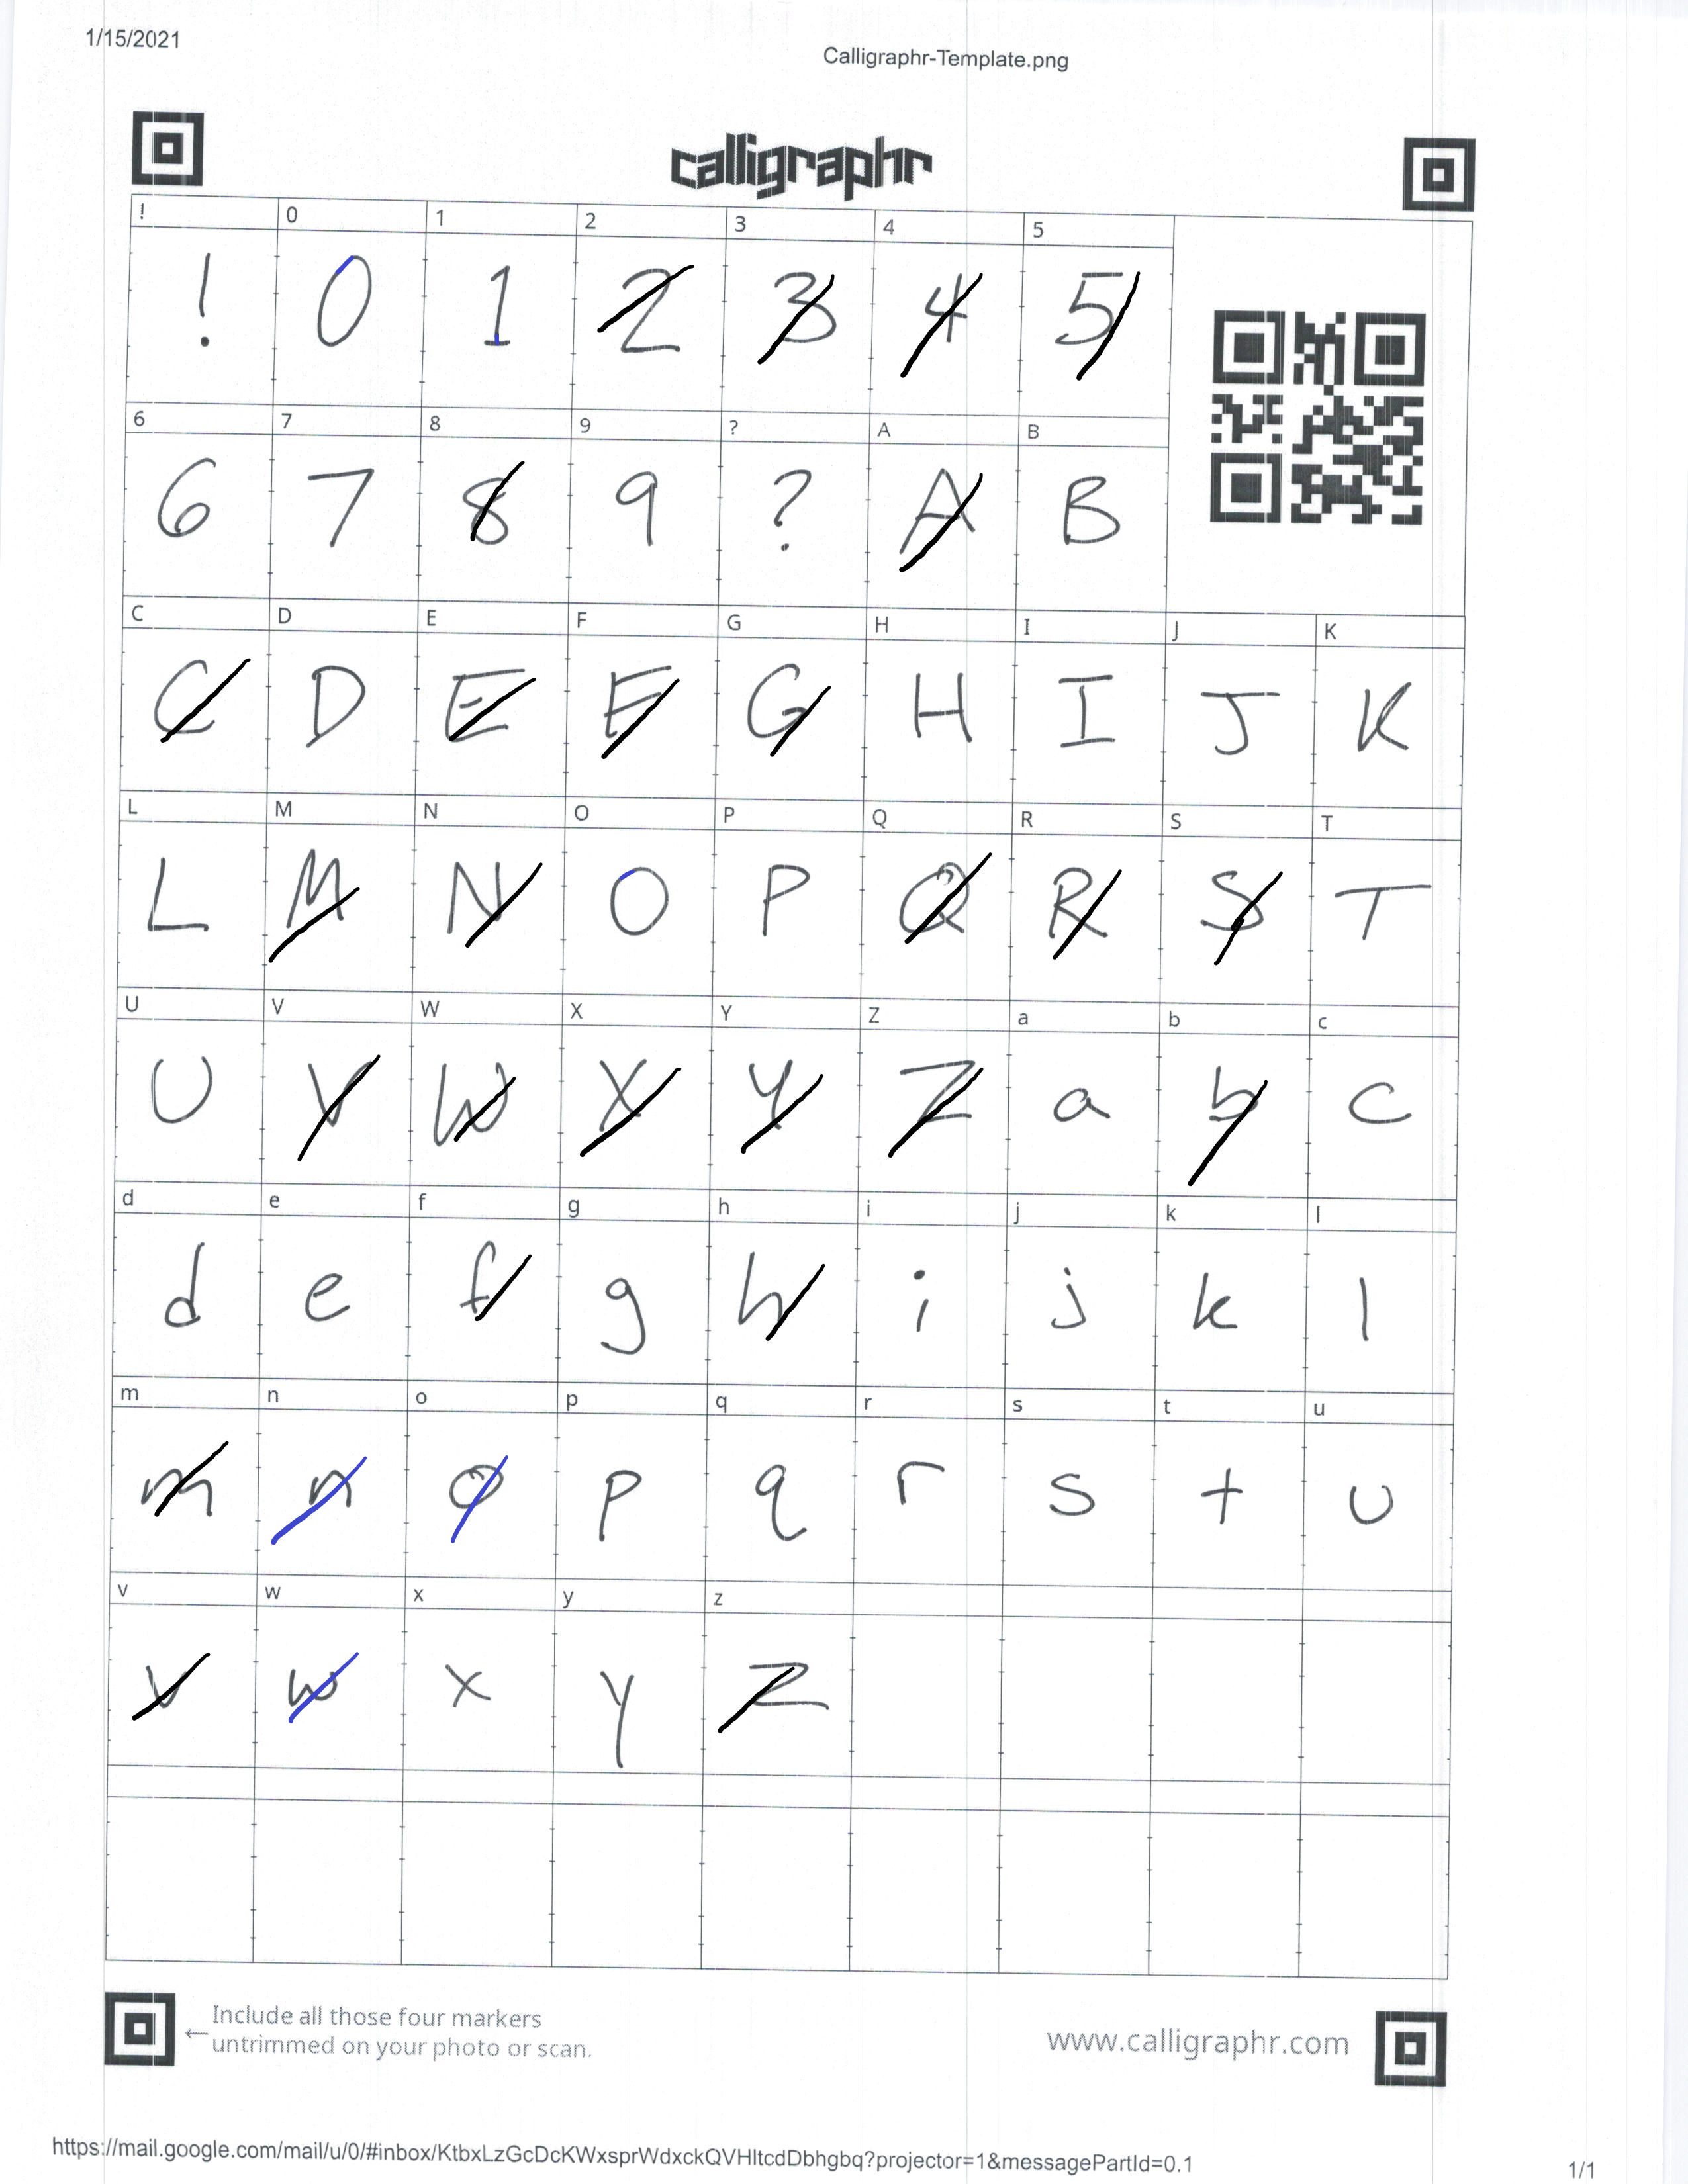 1/15/2021
Calligraphr-Template.png
calligraphr
! 0 1 2 3 4 5
! 0 1 2 3 4 5
6 7 8 9 ? A B
6 7 8 9 ? A B
C D E F G H I J K
C D E F G H I J K
L M N O P Q R S T
L M N O P Q R S T
U V W X Y Z a b c
U V W X Y Z a b c
d e f g h i j k l
d e f g h i j k l
m n o p q r s t u
m n o p q r s t u
v w x y z
v w x y z
←Include all those four markers
untrimmed on your photo or scan.
www.calligraphr.com
https://mail.google.com/mail/u/0/#inbox/KtbxLzGcDcKWxsprWdxckQVHltcdDbhgbq?projector=1&messagePartId=0.1
1/1